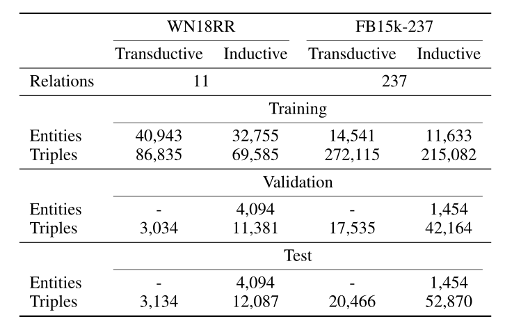 WN18RR FB15k-237
Transductive Inductive Transductive Inductive
Relations 11 237
Training
Entities 40,943 32,755 14,541 11,633
Triples 86,835 69,585 272,115 215,082
Validation
Entities - 4,094 - 1,454
Triples 3,034 11,381 17,535 42,164
Test
Entities - 4,094 - 1,454
Triples 3,134 12,087 20,466 52,870